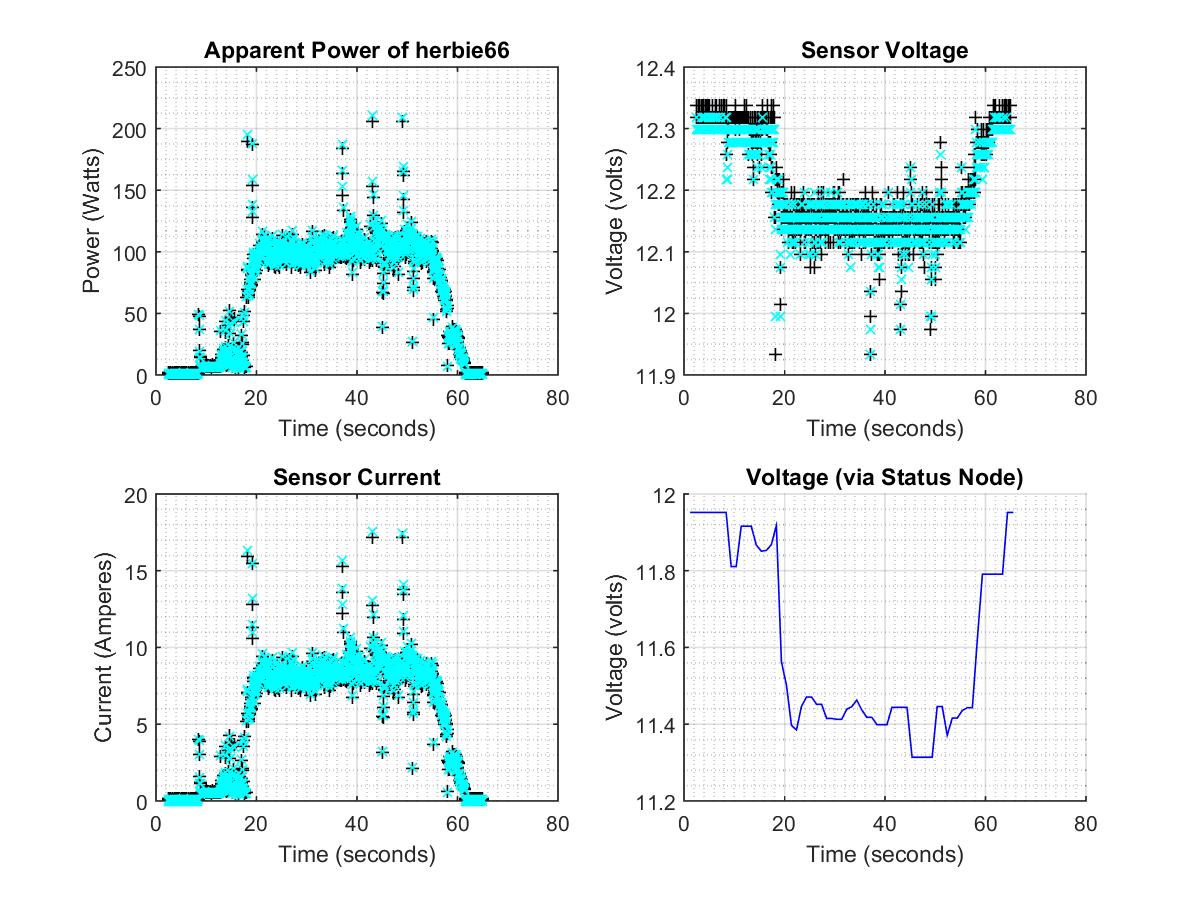 Apparent Power of herbie66
250
200
150
100
50
0
Power (Watts)
0 20 40 60 80
Time (seconds)
Sensor Voltage
12.4
12.3
12.2
12.1
12
11.9
Voltage (volts)
0 20 40 60 80
Time (seconds)
Sensor Current
20
15
10
5
0
Current (Amperes)
0 20 40 60 80
Time (seconds)
Voltage (via Status Node)
12
11.8
11.6
11.4
11.2
Voltage (volts)
0 20 40 60 80
Time (seconds)